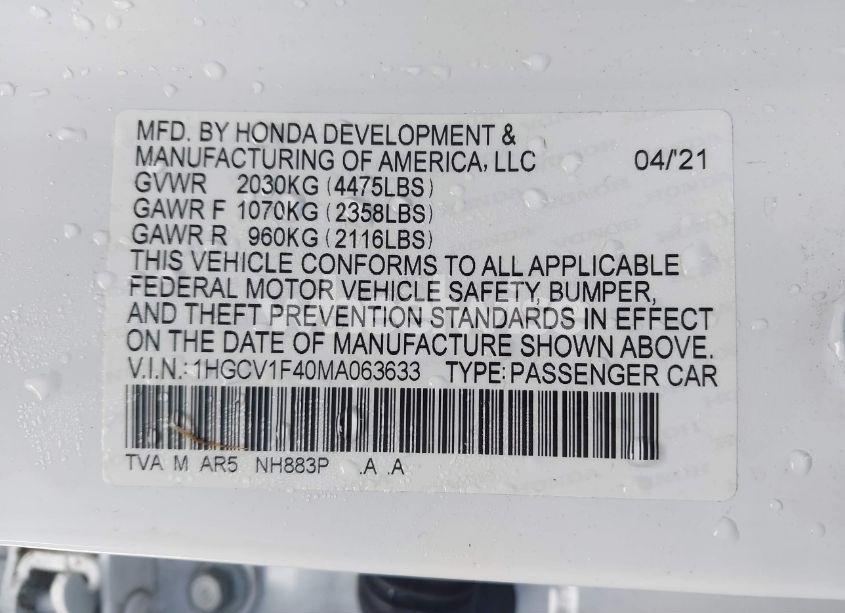 MFD. BY HONDA DEVELOPMENT &
MANUFACTURING OF AMERICA, LLC 04/'21
GVWR 2030KG (4475LBS)
GAWR F 1070KG (2358LBS)
GAWR R 960KG (2116LBS)
THIS VEHICLE CONFORMS TO ALL APPLICABLE
FEDERAL MOTOR VEHICLE SAFETY, BUMPER,
AND THEFT PREVENTION STANDARDS IN EFFECT
ON THE DATE OF MANUFACTURE SHOWN ABOVE.
V.I.N.: 1HGCV1F40MA063633 TYPE: PASSENGER CAR
TVA M AR5 NH883P .A .A